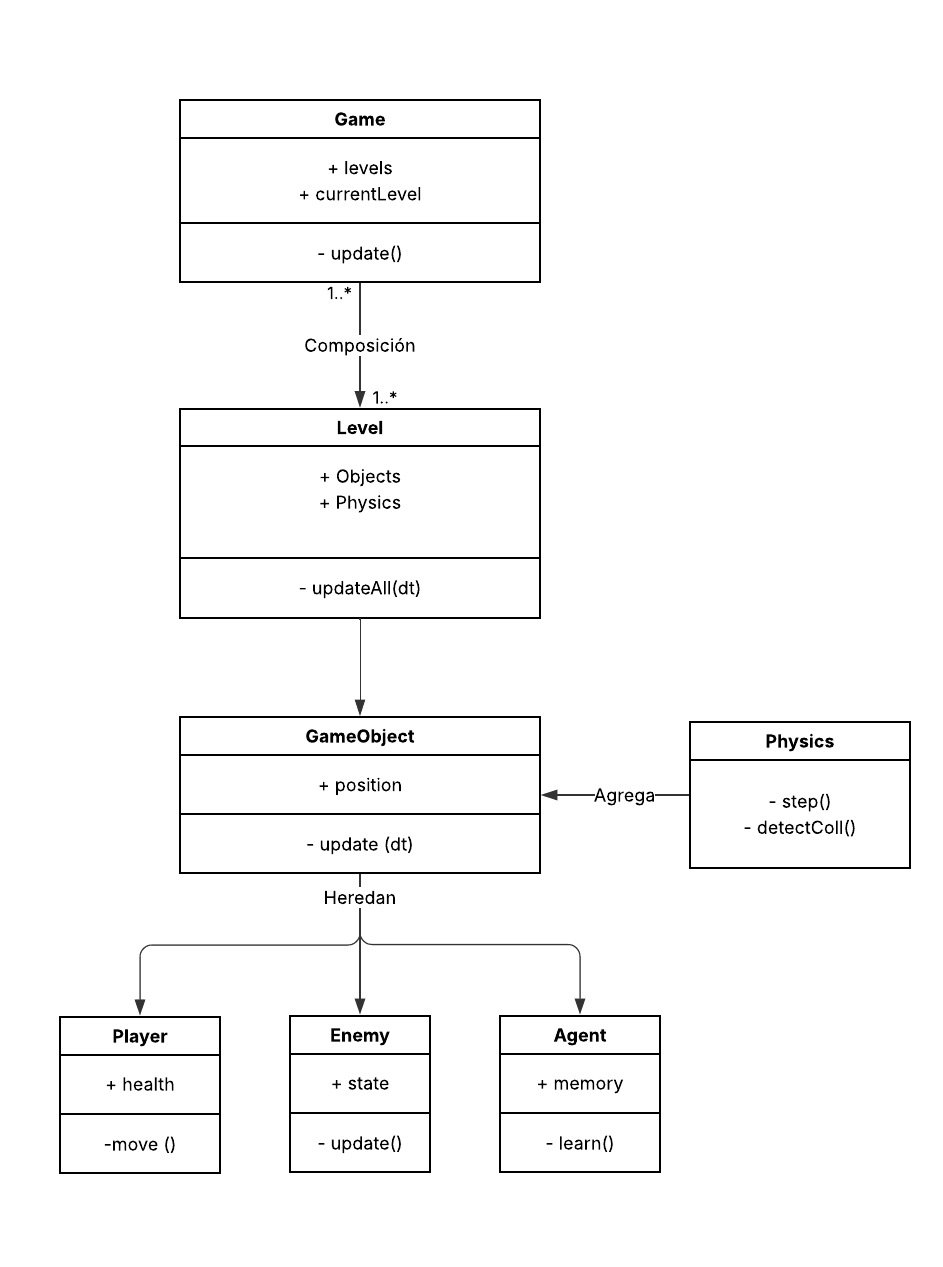 Game
+ levels
+ currentLevel
- update()
1..*
Composición
1..*
Level
+ Objects
+ Physics
- updateAll(dt)
GameObject
+ position
- update (dt)
Physics
- step()
- detectColl()
Agrega
Heredan
Player
+ health
-move ()
Enemy
+ state
- update()
Agent
+ memory
- learn()